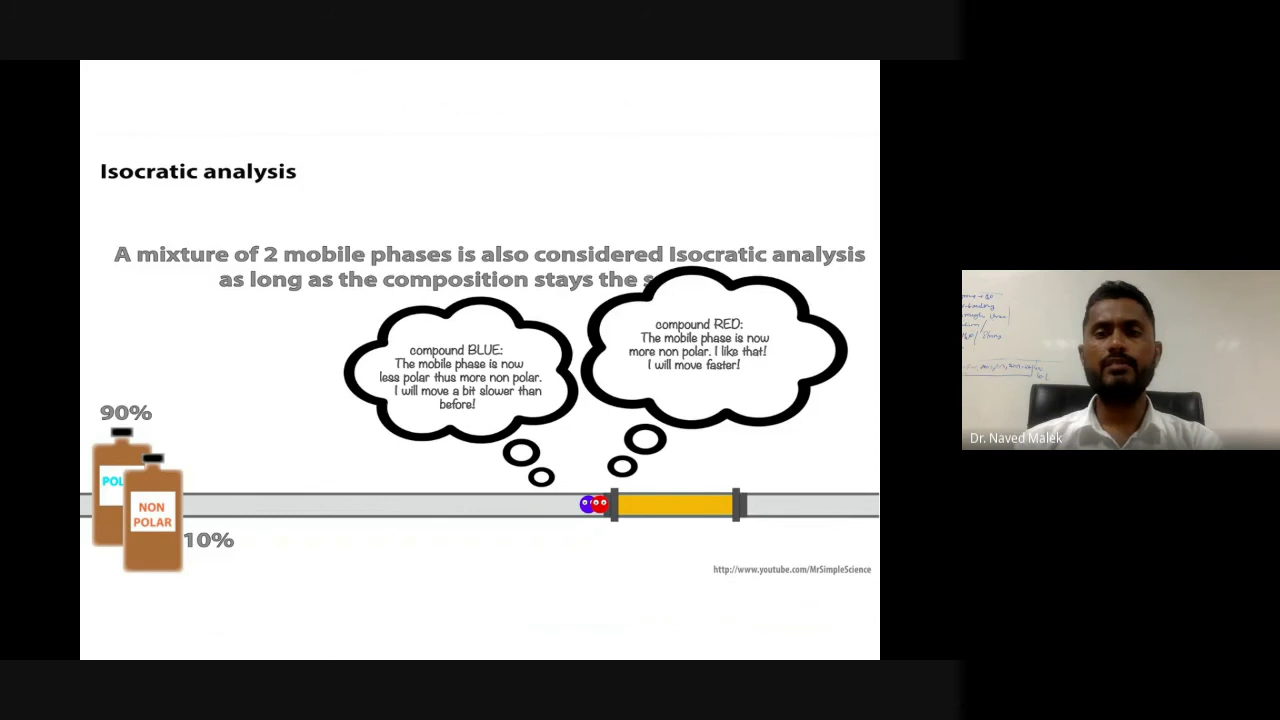 Isocratic analysis
A mixture of 2 mobile phases is also considered Isocratic analysis
as long as the composition stays the s
compound BLUE:
The mobile phase is now
less polar thus more non polar.
I will move a bit slower than
before!
compound RED:
The mobile phase is now
more non polar. I like that!
I will move faster!
90%
POL
NON
POLAR
10%
http://www.youtube.com/MrSimpleScience
Dr. Naved Malek